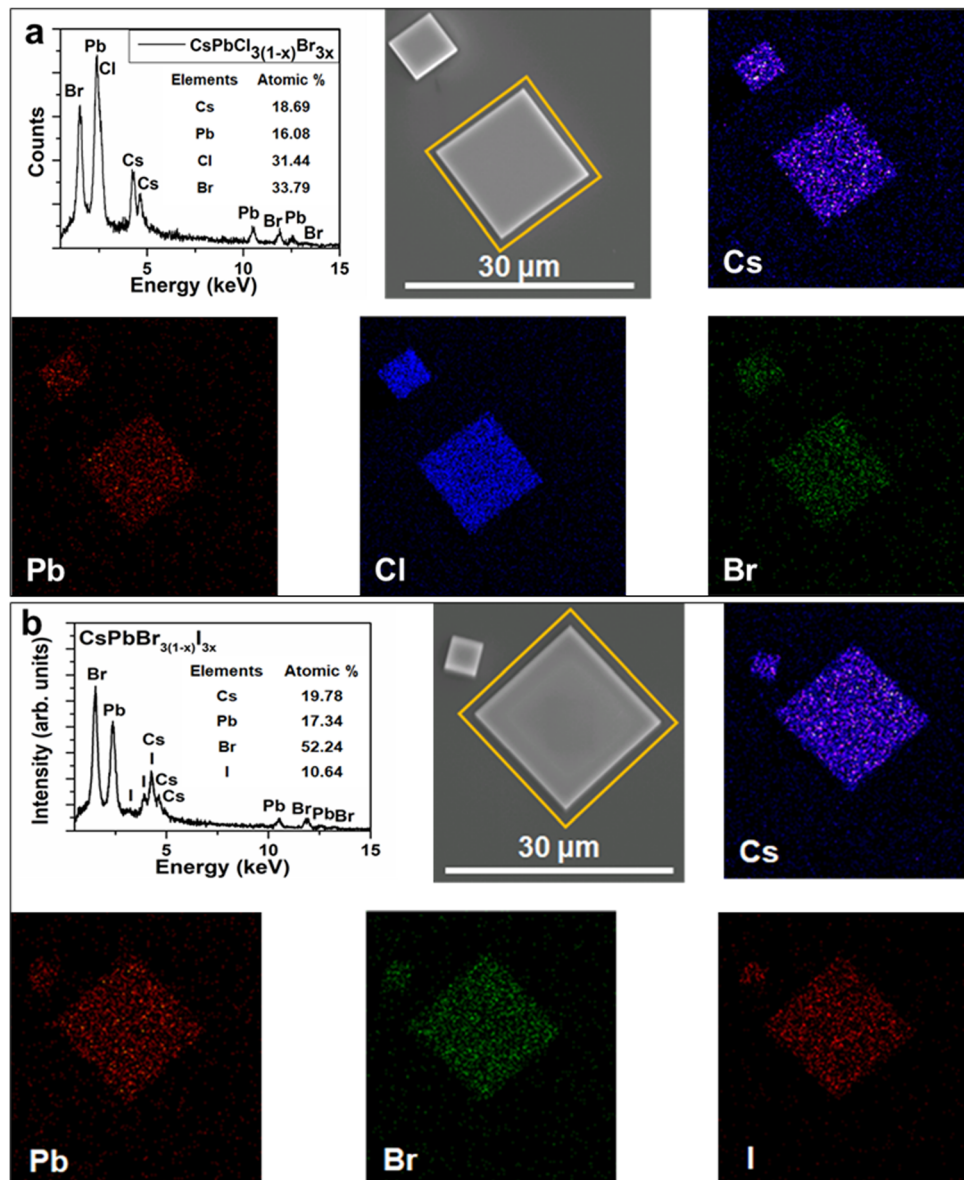 a
CsPbCl3(1-x)Br3x
Elements Atomic %
Cs 18.69
Pb 16.08
Cl 31.44
Br 33.79
Br
Pb
Cl
Cs
Cs
Pb
Br
Pb
Br
Counts
5 10 15
Energy (keV)
30 µm
Cs
Pb
Cl
Br
b
CsPbBr3(1-x)I3x
Elements Atomic %
Cs 19.78
Pb 17.34
Br 52.24
I 10.64
Br
Pb
I
I
Cs
I
Cs
Cs
Pb
Br
Pb
Br
Intensity (arb. units)
5 10 15
Energy (keV)
30 µm
Cs
Pb
Br
I